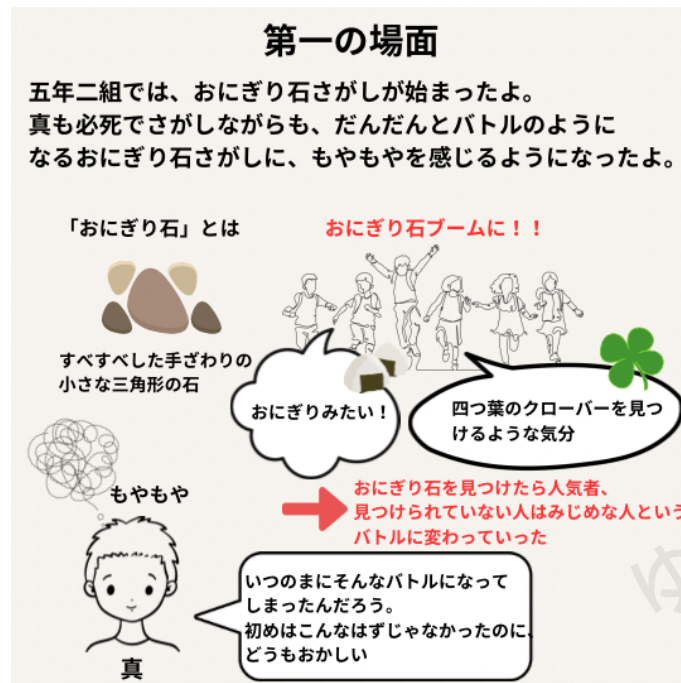 第一の場面
五年二組では、おにぎり石さがしが始まったよ。
真も必死でさがしながらも、だんだんとバトルのように
なるおにぎり石さがしに、もやもやを感じるようになったよ。
「おにぎり石」とは
おにぎり石ブームに！！
すべすべした手ざわりの
小さな三角形の石
おにぎりみたい！
四つ葉のクローバーを見つ
けるような気分
もやもや
おにぎり石を見つけたら人気者、
見つけられていない人はみじめな人という
バトルに変わっていった
いつのまにそんなバトルになって
しまったんだろう。
初めはこんなはずじゃなかったのに、
どうもおかしい
真
ゆ